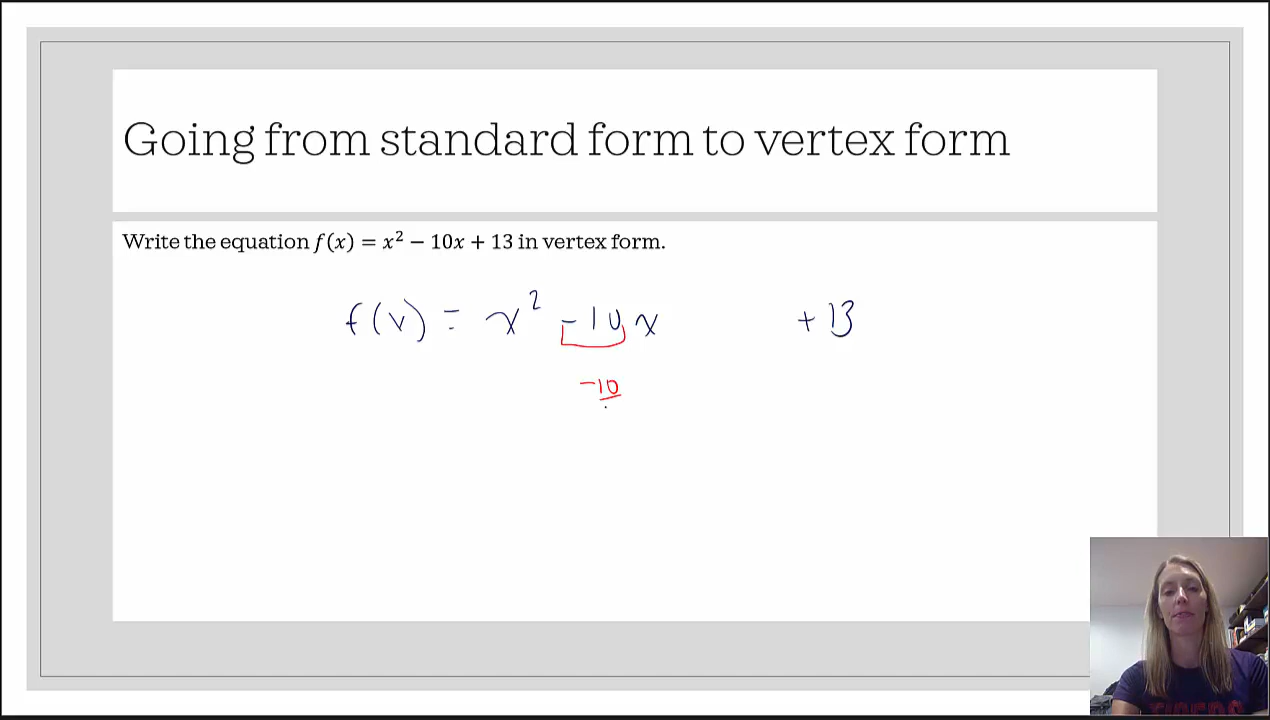 Going from standard form to vertex form
Write the equation f(x) = x² − 10x + 13 in vertex form.
f(x) = x² −10x +13
−10
TIGERS